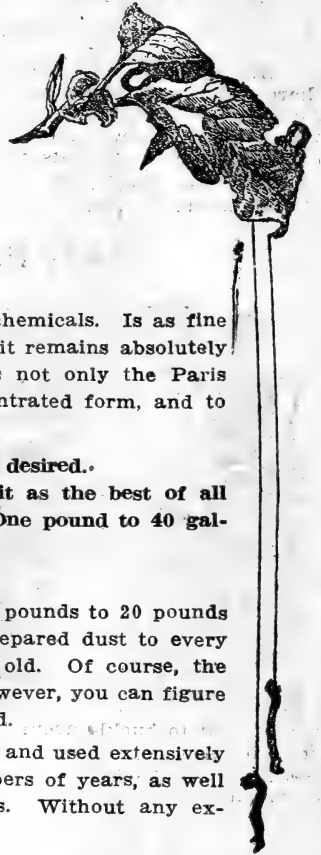 chemicals. Is as fine
it remains absolutely
not only the Paris
ntrated form, and to
desired.
it as the best of all
One pound to 40 gal-
pounds to 20 pounds
epared dust to every
old. Of course, the
wever, you can figure
d.
and used extensively
bers of years, as well
s. Without any ex-